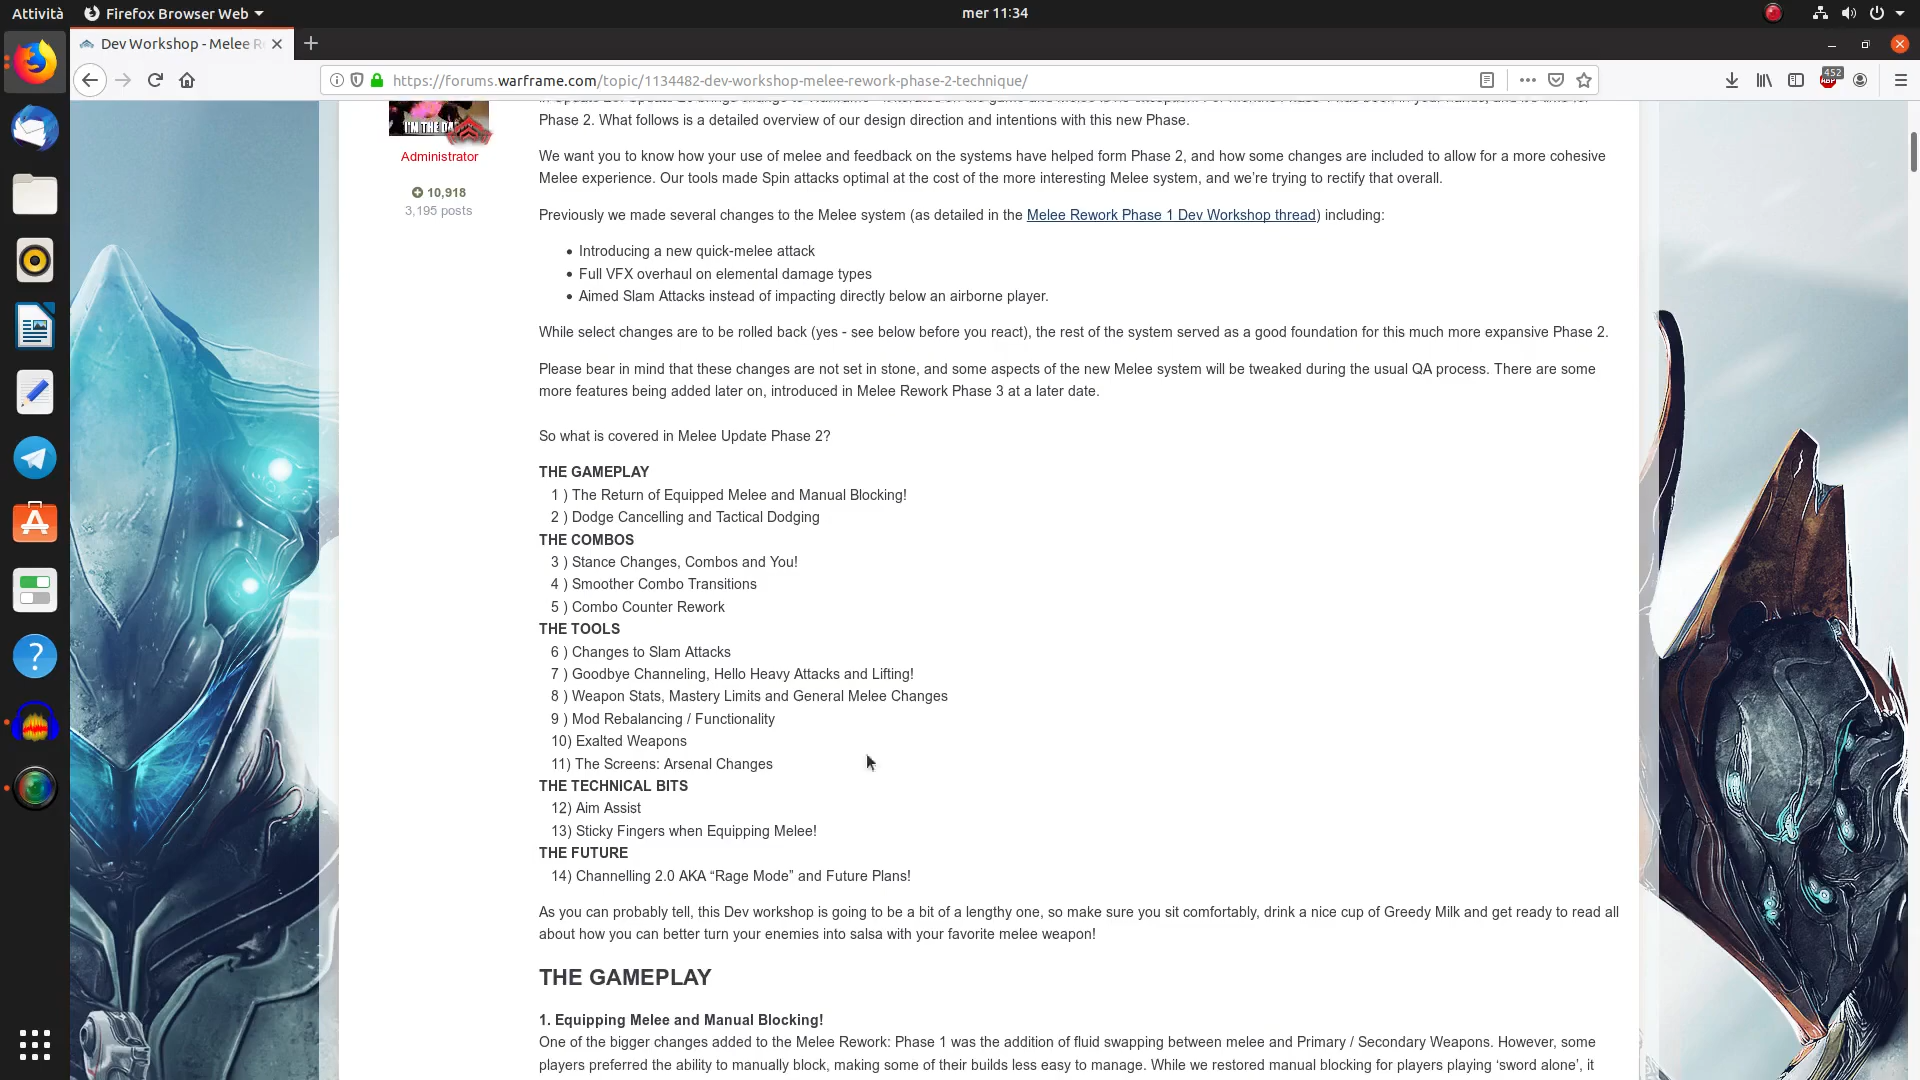 Attività
Firefox Browser Web
mer 11:34
Dev Workshop - Melee R
https://forums.warframe.com/topic/1134482-dev-workshop-melee-rework-phase-2-technique/
452
ABP
I'M THE DA
Administrator
10,918
3,195 posts
Phase 2. What follows is a detailed overview of our design direction and intentions with this new Phase.
We want you to know how your use of melee and feedback on the systems have helped form Phase 2, and how some changes are included to allow for a more cohesive
Melee experience. Our tools made Spin attacks optimal at the cost of the more interesting Melee system, and we’re trying to rectify that overall.
Previously we made several changes to the Melee system (as detailed in the Melee Rework Phase 1 Dev Workshop thread) including:
• Introducing a new quick-melee attack
• Full VFX overhaul on elemental damage types
• Aimed Slam Attacks instead of impacting directly below an airborne player.
While select changes are to be rolled back (yes - see below before you react), the rest of the system served as a good foundation for this much more expansive Phase 2.
Please bear in mind that these changes are not set in stone, and some aspects of the new Melee system will be tweaked during the usual QA process. There are some
more features being added later on, introduced in Melee Rework Phase 3 at a later date.
So what is covered in Melee Update Phase 2?
THE GAMEPLAY
1 ) The Return of Equipped Melee and Manual Blocking!
2 ) Dodge Cancelling and Tactical Dodging
THE COMBOS
3 ) Stance Changes, Combos and You!
4 ) Smoother Combo Transitions
5 ) Combo Counter Rework
THE TOOLS
6 ) Changes to Slam Attacks
7 ) Goodbye Channeling, Hello Heavy Attacks and Lifting!
8 ) Weapon Stats, Mastery Limits and General Melee Changes
9 ) Mod Rebalancing / Functionality
10) Exalted Weapons
11) The Screens: Arsenal Changes
THE TECHNICAL BITS
12) Aim Assist
13) Sticky Fingers when Equipping Melee!
THE FUTURE
14) Channelling 2.0 AKA “Rage Mode” and Future Plans!
As you can probably tell, this Dev workshop is going to be a bit of a lengthy one, so make sure you sit comfortably, drink a nice cup of Greedy Milk and get ready to read all
about how you can better turn your enemies into salsa with your favorite melee weapon!
THE GAMEPLAY
1. Equipping Melee and Manual Blocking!
One of the bigger changes added to the Melee Rework: Phase 1 was the addition of fluid swapping between melee and Primary / Secondary Weapons. However, some
players preferred the ability to manually block, making some of their builds less easy to manage. While we restored manual blocking for players playing ‘sword alone’, it